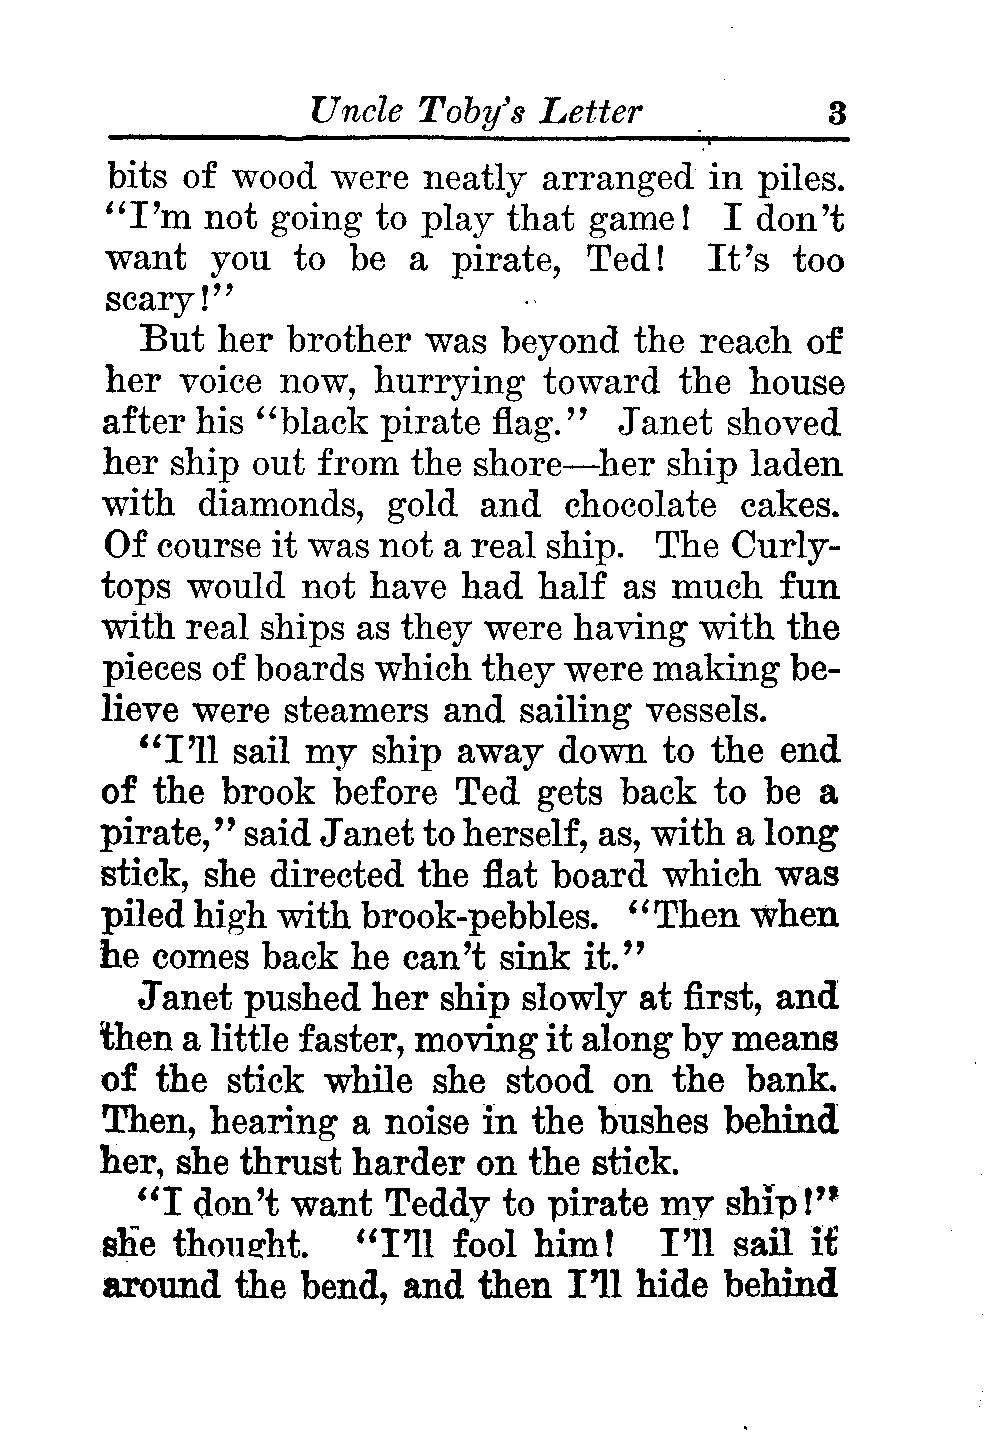 Uncle Toby's Letter 3
bits of wood were neatly arranged in piles.
"I'm not going to play that game! I don't
want you to be a pirate, Ted! It's too
scary!"
But her brother was beyond the reach of
her voice now, hurrying toward the house
after his "black pirate flag." Janet shoved
her ship out from the shore—her ship laden
with diamonds, gold and chocolate cakes.
Of course it was not a real ship. The Curly-
tops would not have had half as much fun
with real ships as they were having with the
pieces of boards which they were making be-
lieve were steamers and sailing vessels.
"I'll sail my ship away down to the end
of the brook before Ted gets back to be a
pirate," said Janet to herself, as, with a long
stick, she directed the flat board which was
piled high with brook-pebbles. "Then when
he comes back he can't sink it."
Janet pushed her ship slowly at first, and
then a little faster, moving it along by means
of the stick while she stood on the bank.
Then, hearing a noise in the bushes behind
her, she thrust harder on the stick.
"I don't want Teddy to pirate my ship!"
she thought. "I'll fool him! I'll sail it
around the bend, and then I'll hide behind